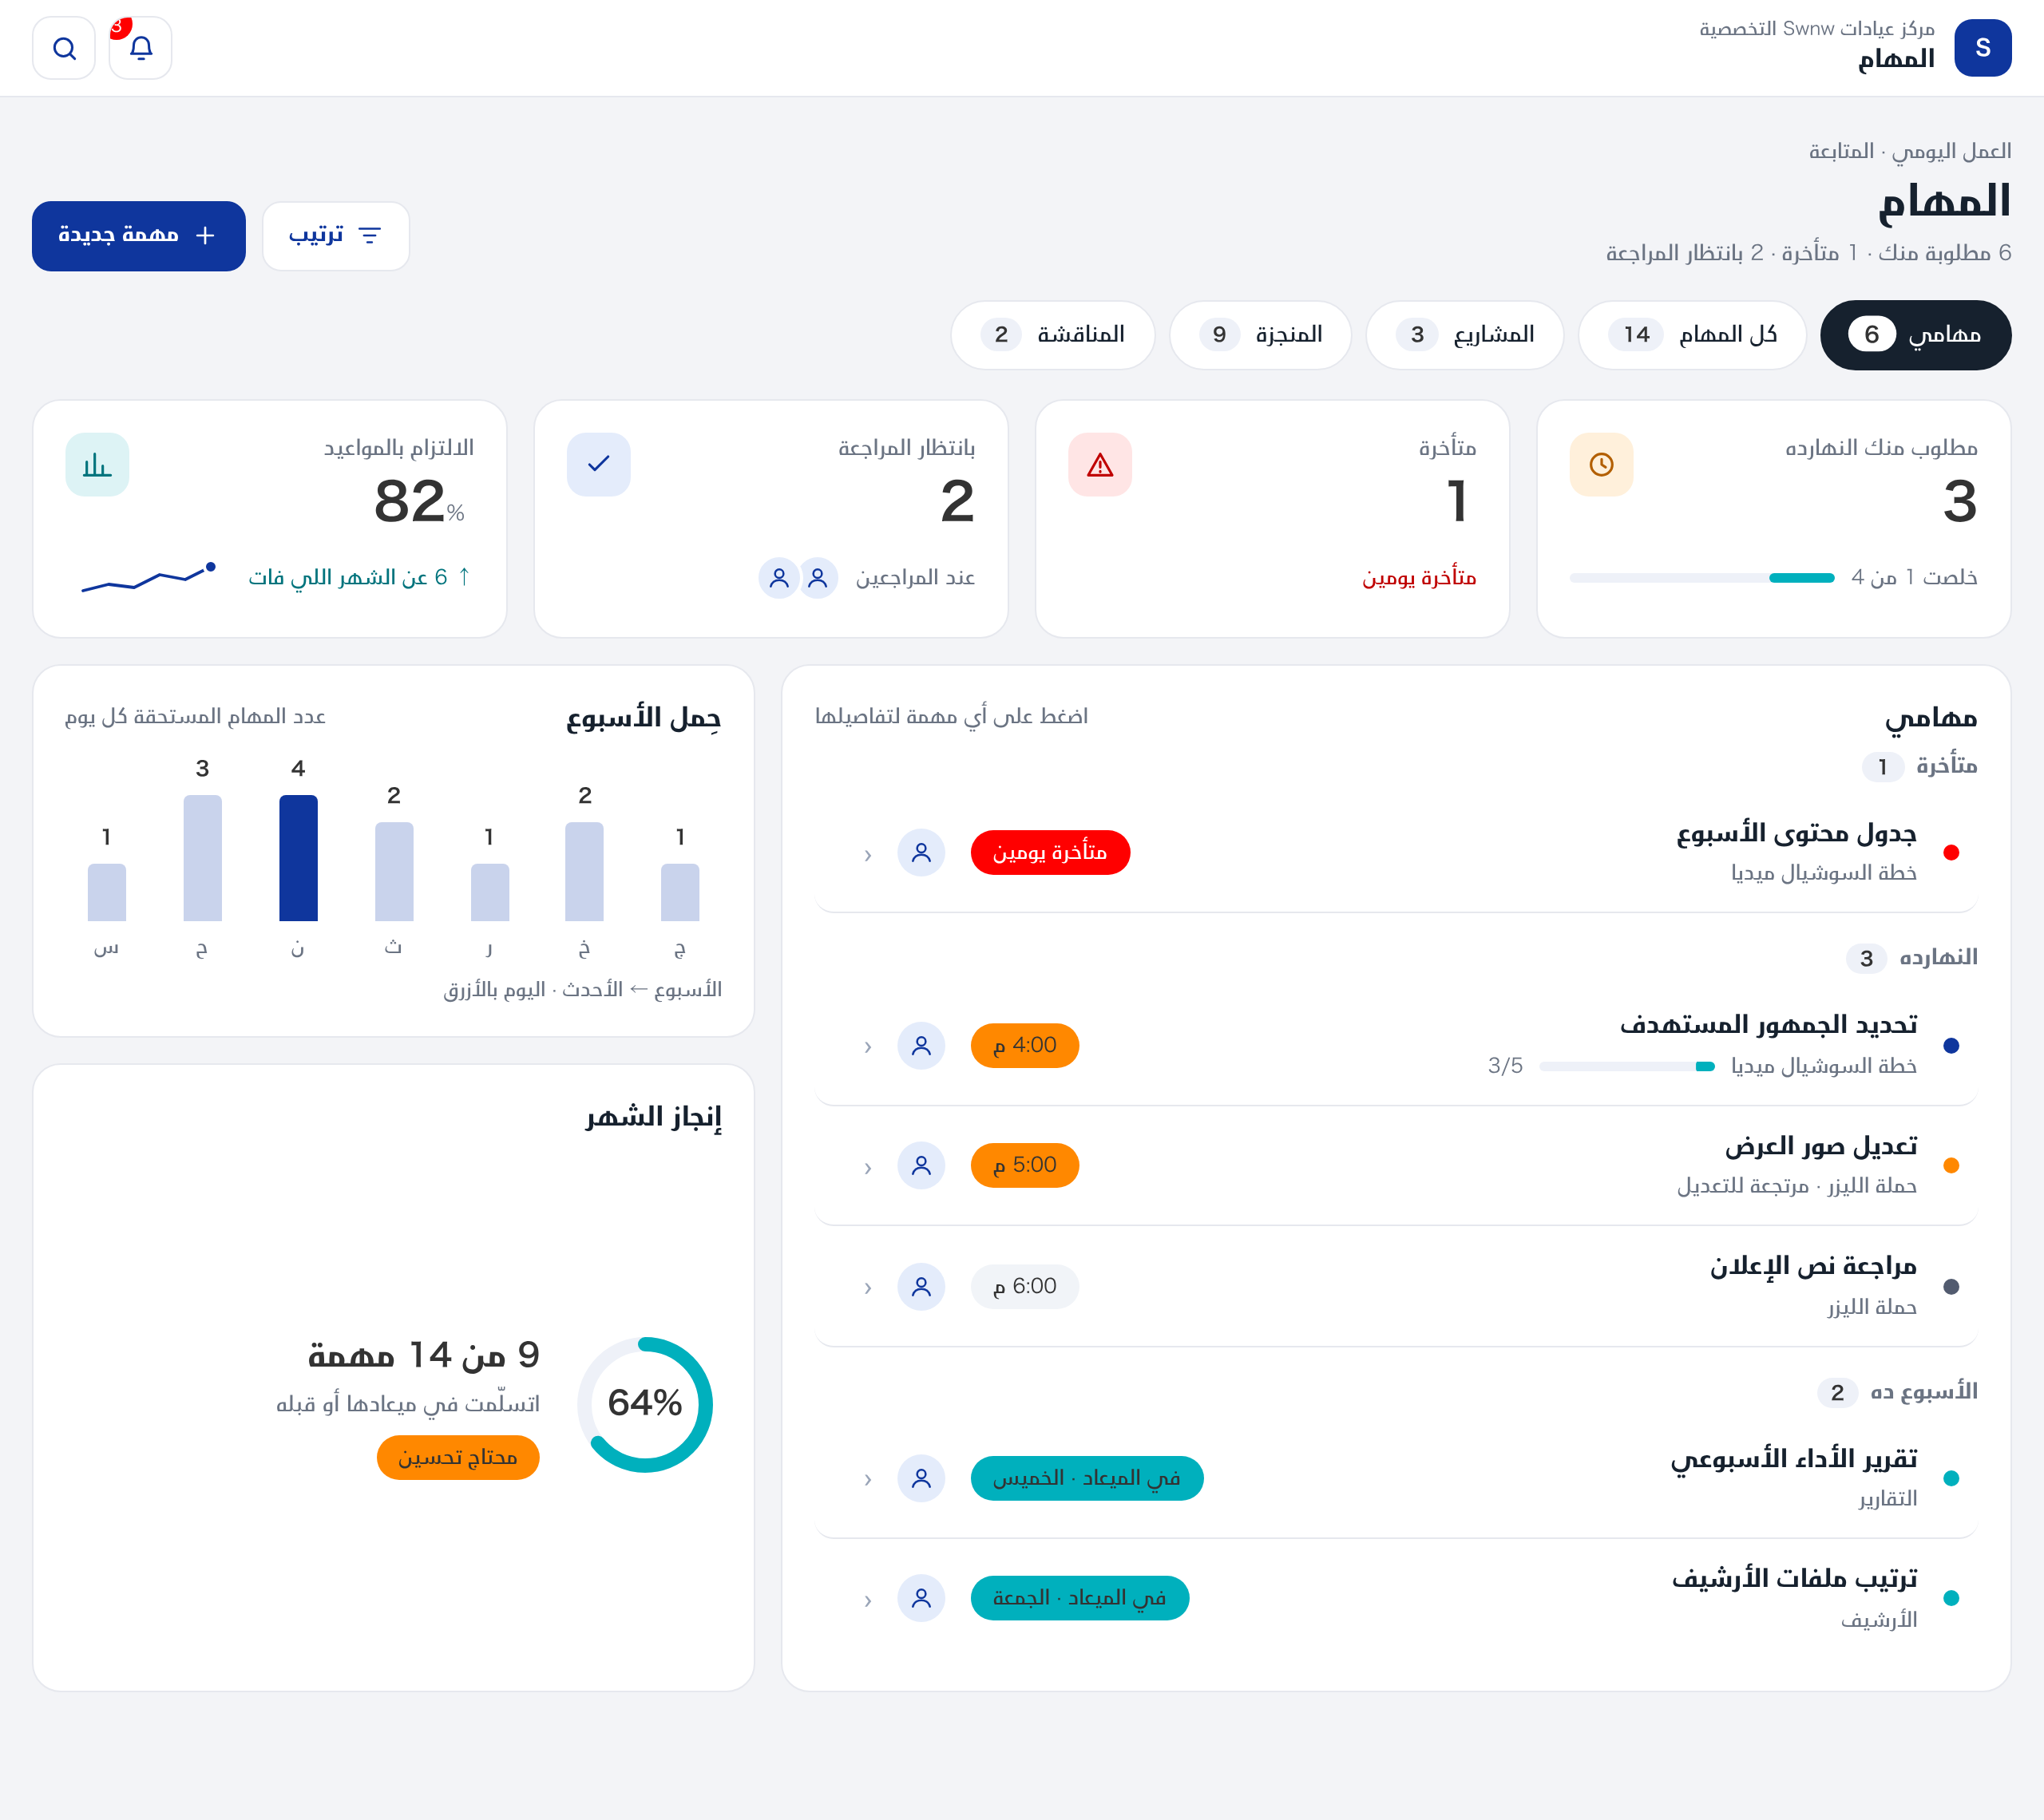 S
مركز عيادات Swnw التخصصية
المهام
3
العمل اليومي · المتابعة
المهام
6 مطلوبة منك · 1 متأخرة · 2 بانتظار المراجعة
ترتيب
مهمة جديدة
مهامي 6
كل المهام 14
المشاريع 3
المنجزة 9
المناقشة 2
مطلوب منك النهارده
3
خلصت 1 من 4
متأخرة
1
متأخرة يومين
بانتظار المراجعة
2
عند المراجعين
الالتزام بالمواعيد
82%
↑ 6 عن الشهر اللي فات
مهامي
اضغط على أي مهمة لتفاصيلها
متأخرة 1
جدول محتوى الأسبوع
خطة السوشيال ميديا
متأخرة يومين
النهارده 3
تحديد الجمهور المستهدف
خطة السوشيال ميديا 3/5
4:00 م
تعديل صور العرض
حملة الليزر · مرتجعة للتعديل
5:00 م
مراجعة نص الإعلان
حملة الليزر
6:00 م
الأسبوع ده 2
تقرير الأداء الأسبوعي
التقارير
في الميعاد · الخميس
ترتيب ملفات الأرشيف
الأرشيف
في الميعاد · الجمعة
حِمل الأسبوع
عدد المهام المستحقة كل يوم
1 2 1 2 4 3 1
ج خ ر ث ن ح س
الأسبوع ← الأحدث · اليوم بالأزرق
إنجاز الشهر
64%
9 من 14 مهمة
اتسلّمت في ميعادها أو قبله
محتاج تحسين